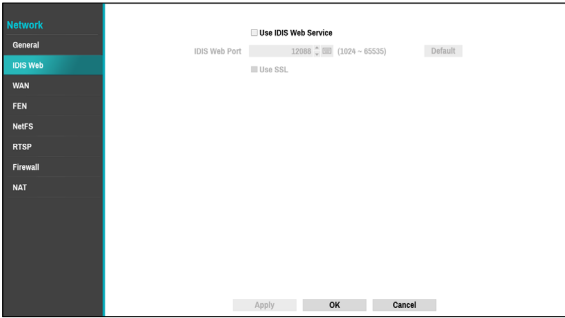 Network
General
IDIS Web
WAN
FEN
NetFS
RTSP
Firewall
NAT
Use IDIS Web Service
IDIS Web Port 12088 (1024 ~ 65535) Default
Use SSL
Apply OK Cancel